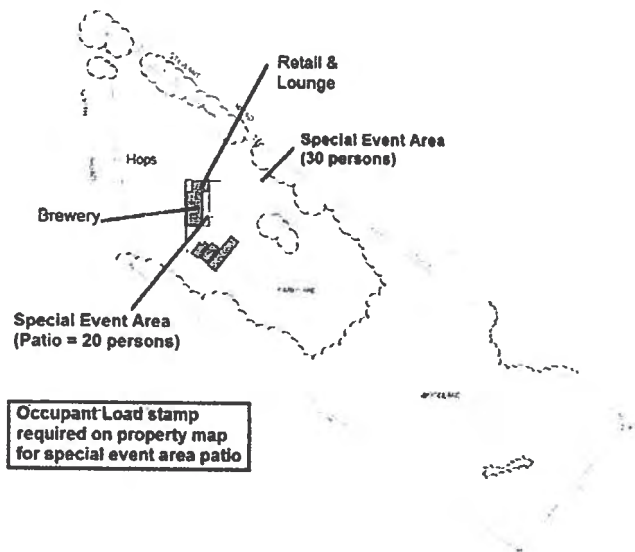 Retail &
Lounge
Special Event Area
(30 persons)
Hops
Brewery
Special Event Area
(Patio = 20 persons)
Occupant Load stamp
required on property map
for special event area patio